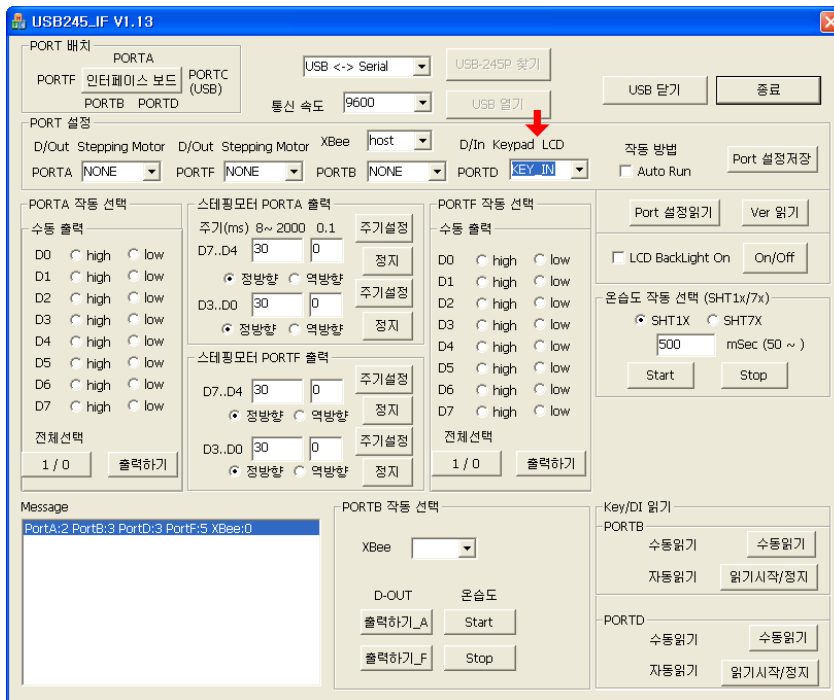 USB245_IF V1.13
PORT 배치
PORTA
PORTF 인터페이스 보드 PORTC
(USB)
PORTB PORTD
USB <-> Serial
USB-245P 찾기
통신 속도 9600
USB 열기
USB 닫기
종료
PORT 설정
D/Out Stepping Motor D/Out Stepping Motor XBee host D/In Keypad LCD 작동 방법
PORTA NONE PORTF NONE PORTB NONE PORTD KEY_IN Auto Run
Port 설정저장
PORTA 작동 선택
수동 출력
D0 high low
D1 high low
D2 high low
D3 high low
D4 high low
D5 high low
D6 high low
D7 high low
전체선택
1 / 0 출력하기
스테핑모터 PORTA 출력
주기(ms) 8~ 2000 0.1 주기설정
D7..D4 30 0 정지
정방향 역방향 주기설정
D3..D0 30 0
정방향 역방향 정지
스테핑모터 PORTF 출력
주기설정
D7..D4 30 0
정방향 역방향 정지
D3..D0 30 0 주기설정
정방향 역방향 정지
PORTF 작동 선택
수동 출력
D0 high low
D1 high low
D2 high low
D3 high low
D4 high low
D5 high low
D6 high low
D7 high low
전체선택
1 / 0 출력하기
Port 설정읽기 Ver 읽기
LCD BackLight On On/Off
온습도 작동 선택 (SHT1x/7x)
SHT1X SHT7X
500 mSec (50 ~ )
Start Stop
Message
PortA:2 PortB:3 PortD:3 PortF:5 XBee:0
PORTB 작동 선택
XBee
D-OUT 온습도
출력하기_A Start
출력하기_F Stop
Key/DI 읽기
PORTB
수동읽기 수동읽기
자동읽기 읽기시작/정지
PORTD
수동읽기 수동읽기
자동읽기 읽기시작/정지